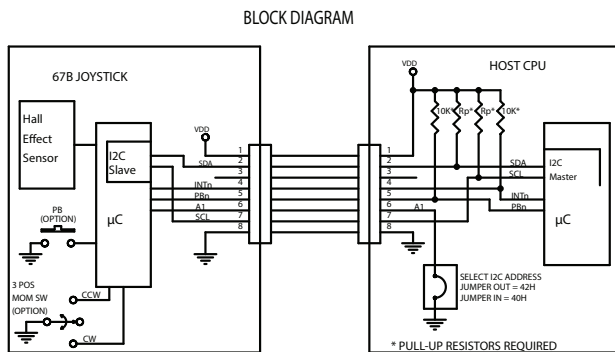 BLOCK DIAGRAM
67B JOYSTICK
Hall
Effect
Sensor
I2C
Slave
µC
PB
(OPTION)
3 POS
MOM SW
(OPTION)
CCW
CW
VDD
SDA
INTn
PBn
A1
SCL
1
2
3
4
5
6
7
8
HOST CPU
VDD
10K*
Rp*
Rp*
10K*
1
2
3
4
5
6
7
8
A1
SDA
SCL
INTn
PBn
I2C
Master
µC
SELECT I2C ADDRESS
JUMPER OUT = 42H
JUMPER IN = 40H
* PULL-UP RESISTORS REQUIRED